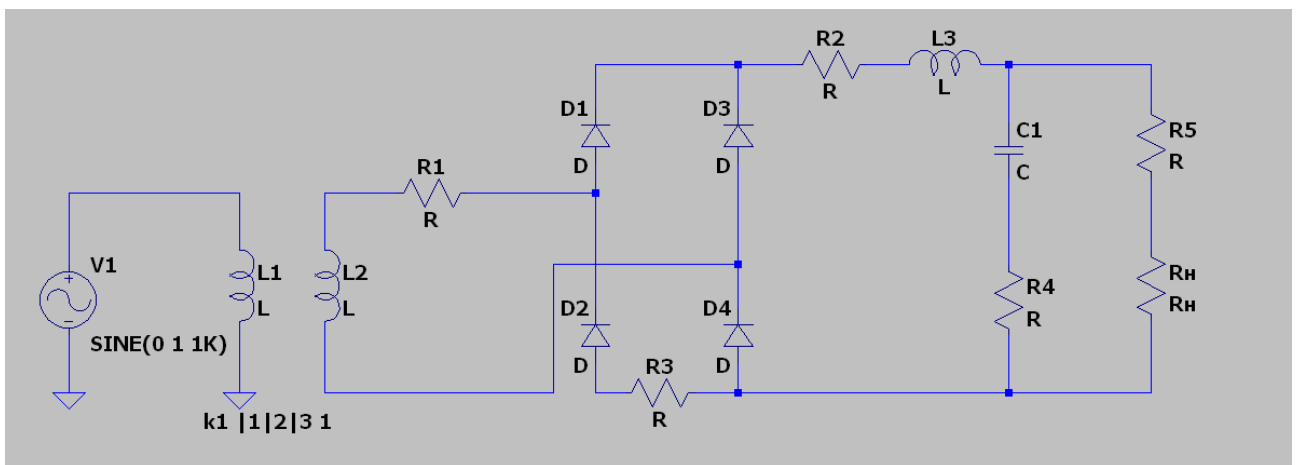 R2
R
L3
L
D1
D
D3
D
C1
C
R5
R
R1
R
V1
SINE(0 1 1K)
L1
L
L2
L
D2
D
D4
D
R4
R
Rн
Rн
R3
R
k1 |1|2|3 1